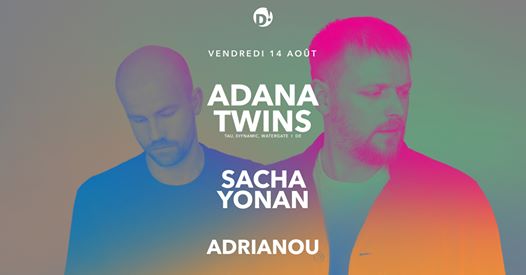 D!
VENDREDI 14 AOÛT
ADANA
TWINS
TAU, DIYNAMIC, WATERGATE I DE
SACHA
YONAN
ADRIANOU